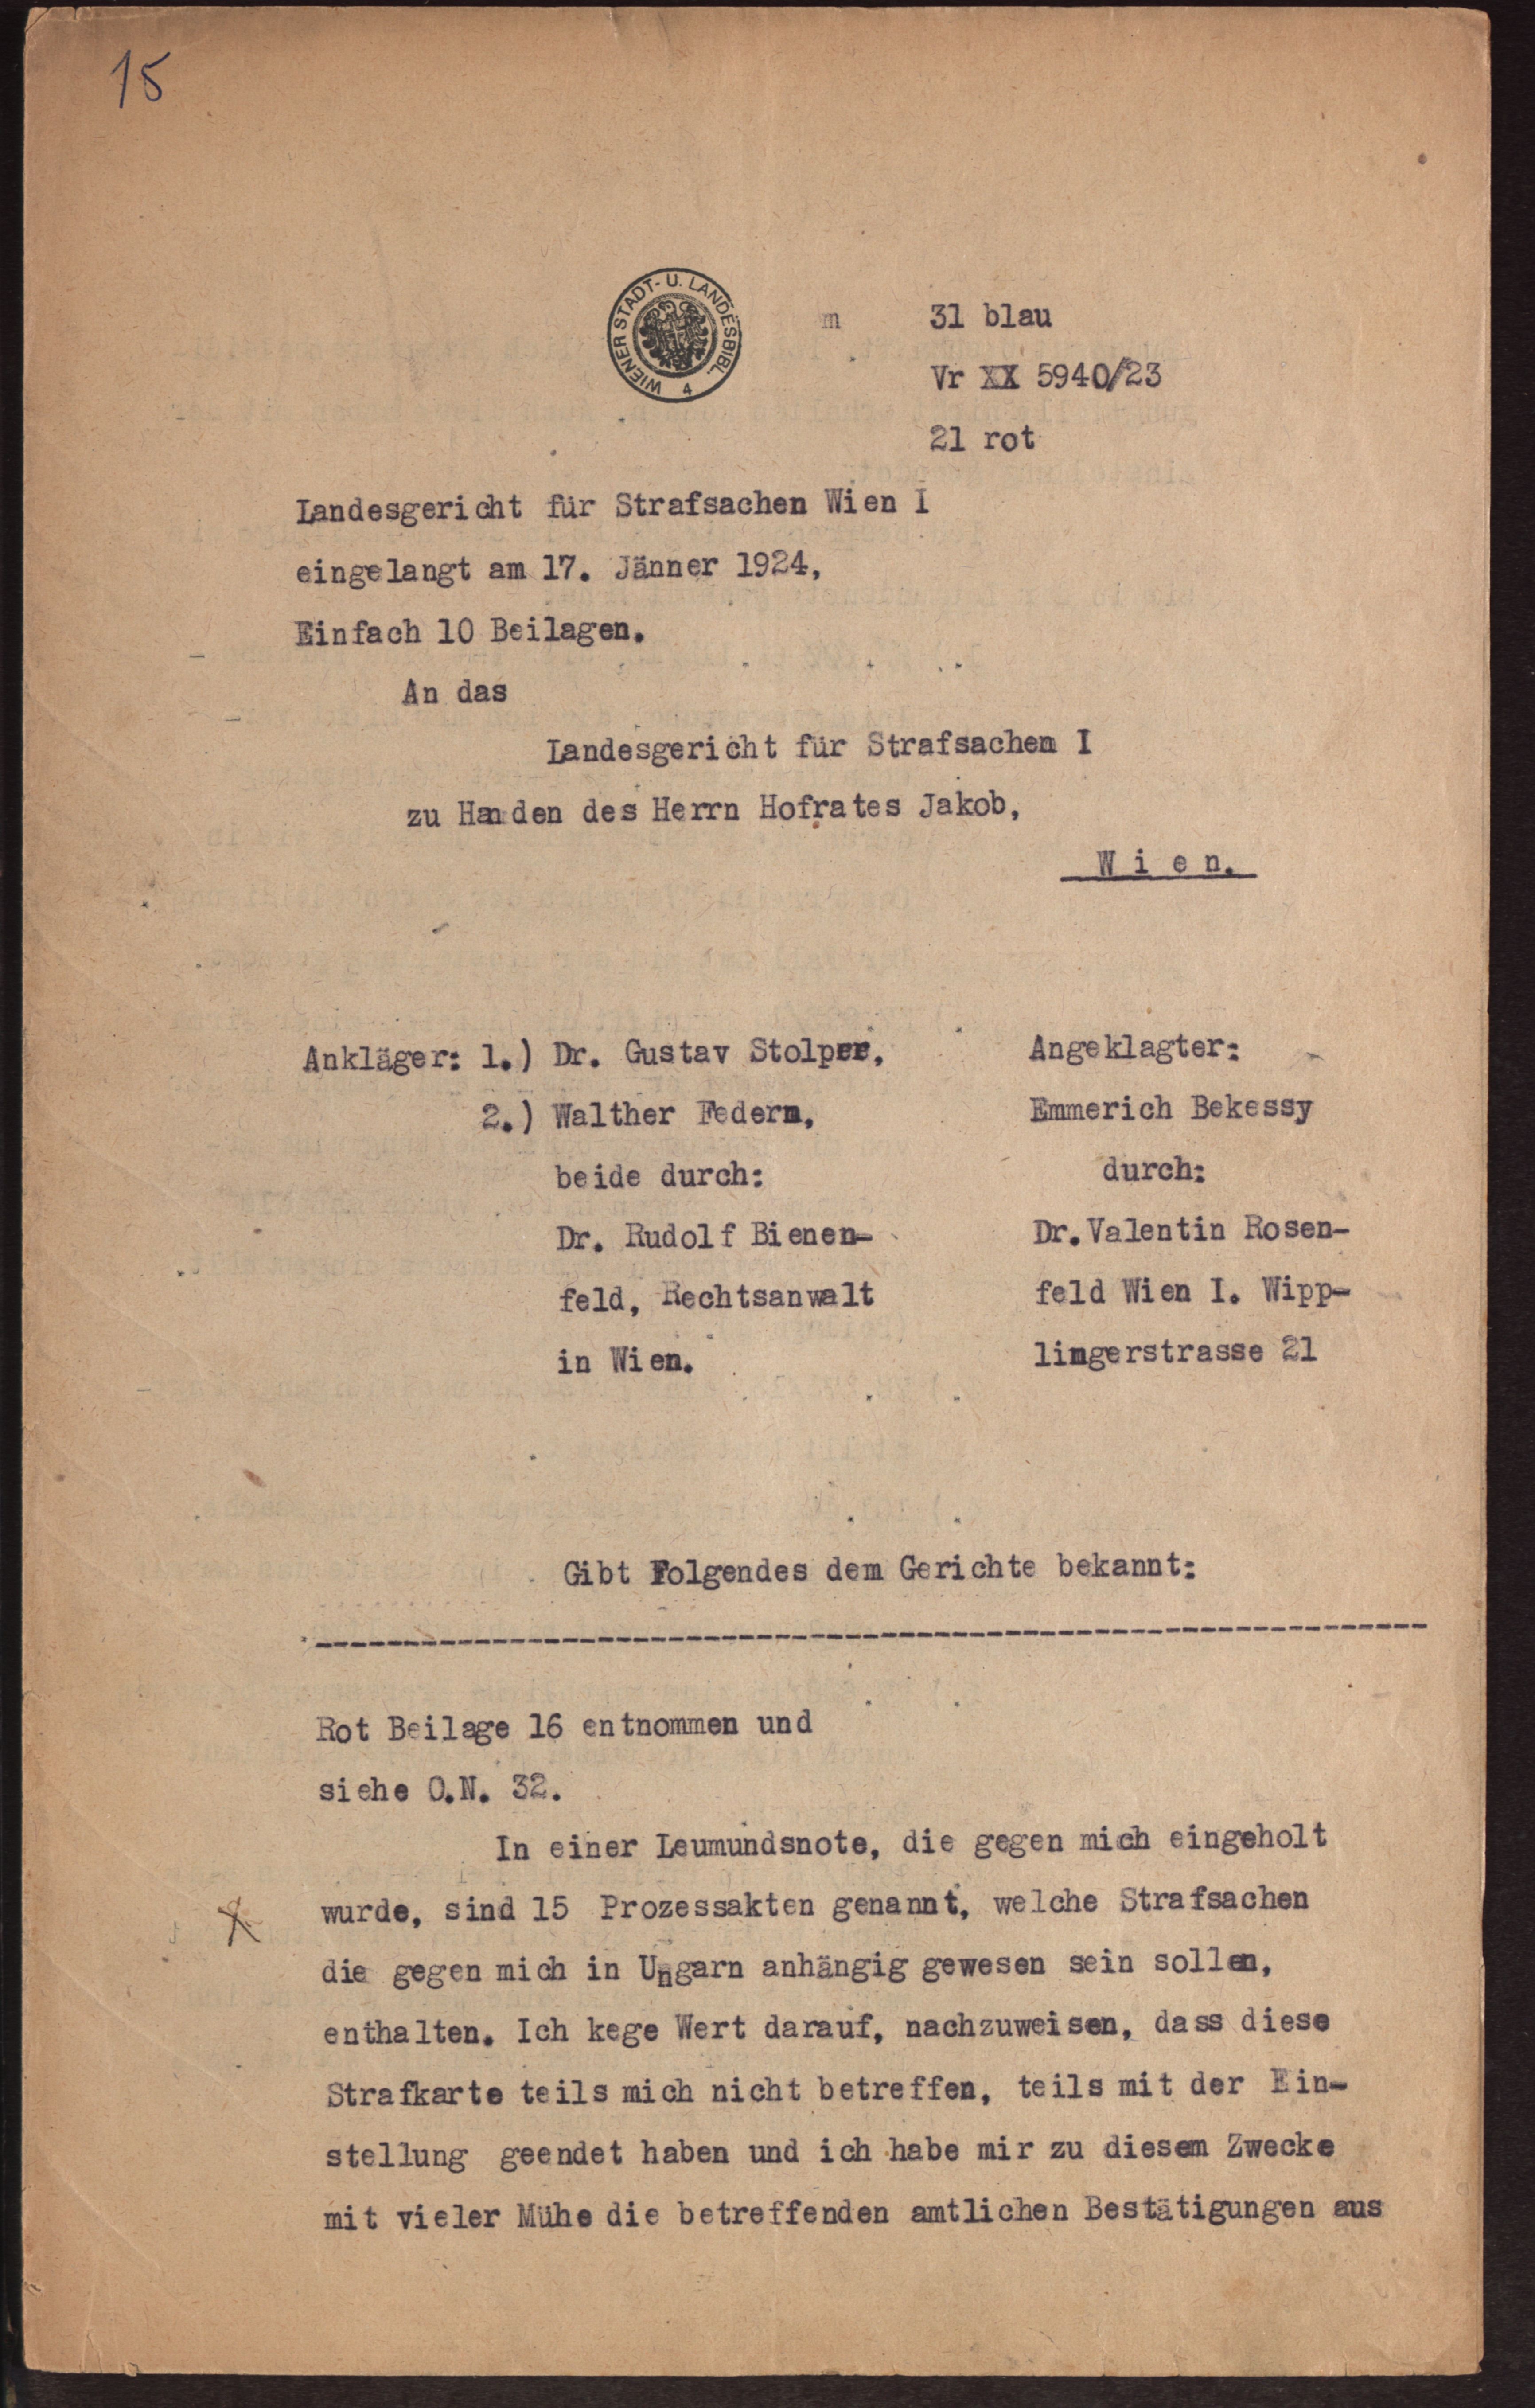 15
WIENER STADT- U. LANDESBIBL. 4
m
31 blau
Vr XX 5940/23
21 rot
Landesgericht für Strafsachen Wien I
eingelangt am 17. Jänner 1924,
Einfach 10 Beilagen.
An das
Landesgericht für Strafsachen I
zu Handen des Herrn Hofrates Jakob,
W i e n.
Ankläger: 1.) Dr. Gustav Stolper,
2.) Walther Federn,
beide durch:
Dr. Rudolf Bienen-
feld, Rechtsanwalt
in Wien.
Angeklagter:
Emmerich Bekessy
durch:
Dr. Valentin Rosen-
feld Wien I. Wipp-
lingerstrasse 21
Gibt Folgendes dem Gerichte bekannt:
Rot Beilage 16 entnommen und
siehe O.N. 32.
In einer Leumundsnote, die gegen mich eingeholt
wurde, sind 15 Prozessakten genannt, welche Strafsachen
die gegen mich in Ungarn anhängig gewesen sein sollen,
enthalten. Ich kege Wert darauf, nachzuweisen, dass diese
Strafkarte teils mich nicht betreffen, teils mit der Ein-
stellung geendet haben und ich habe mir zu diesem Zwecke
mit vieler Mühe die betreffenden amtlichen Bestätigungen aus